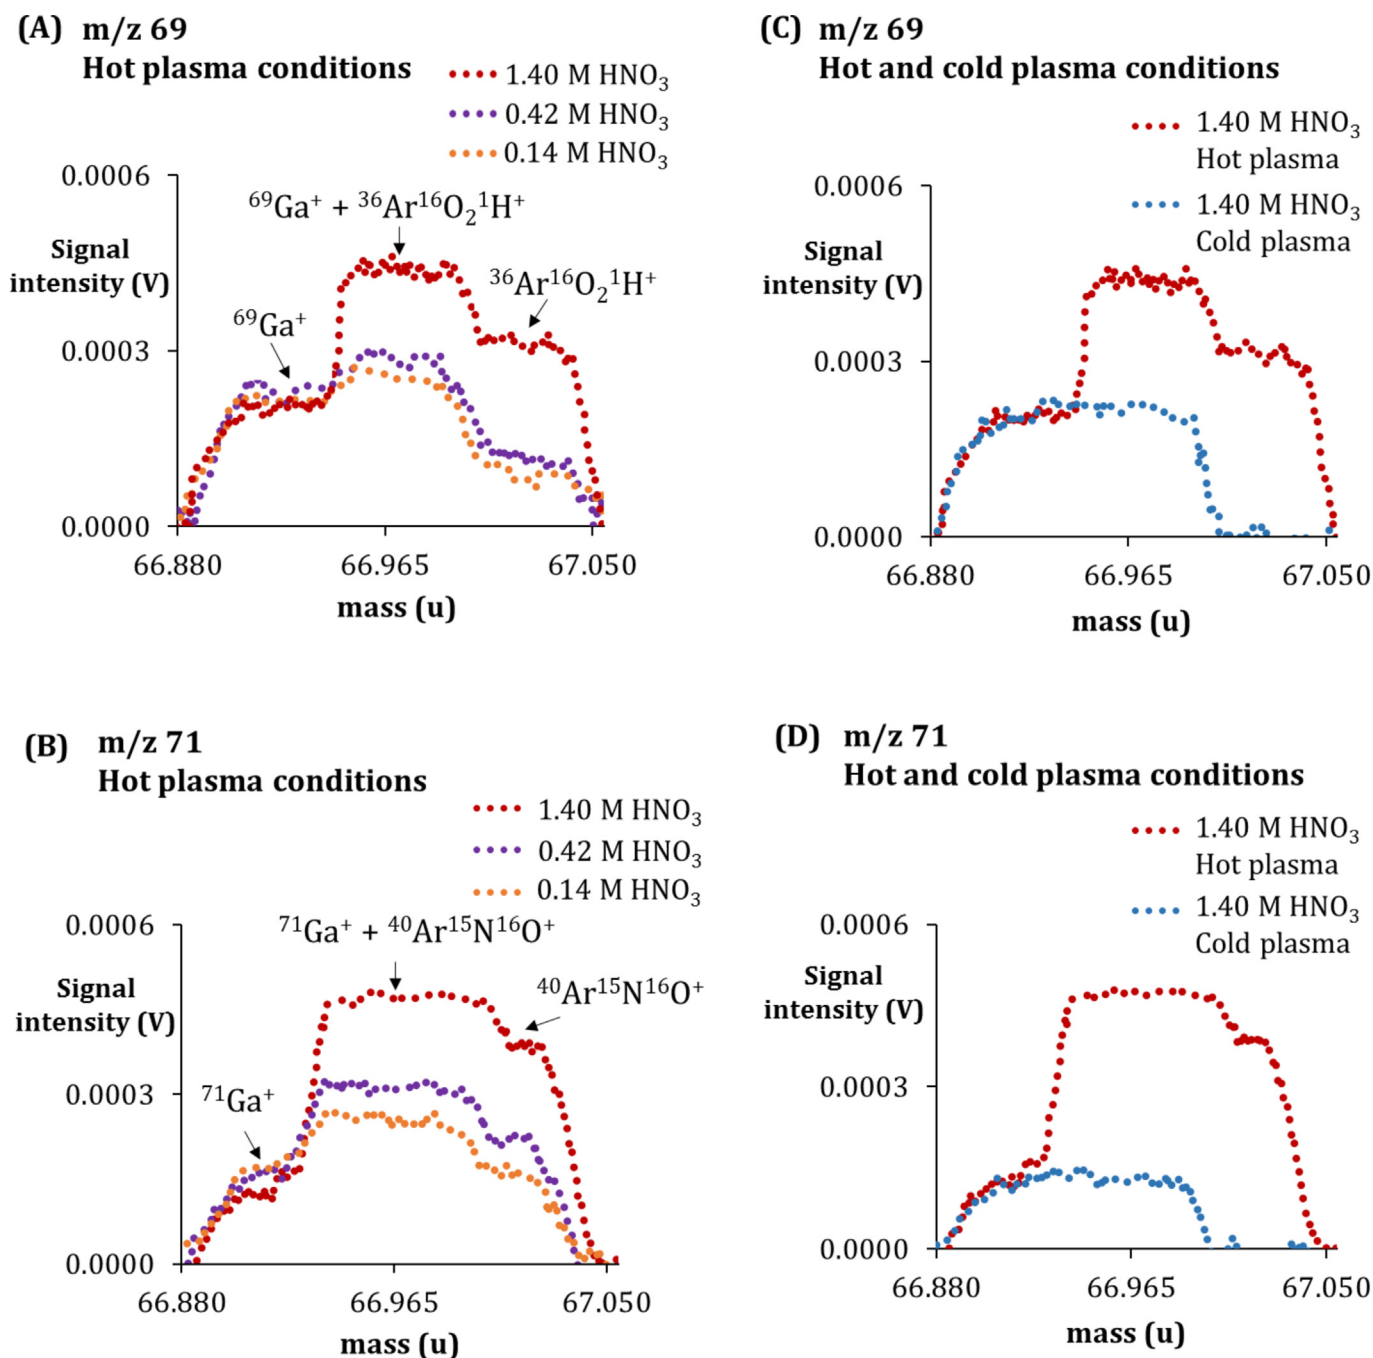 (A) m/z 69
Hot plasma conditions
1.40 M HNO₃
0.42 M HNO₃
0.14 M HNO₃
0.0006
⁶⁹Ga⁺ + ³⁶Ar¹⁶O₂¹H⁺
Signal
intensity (V)
³⁶Ar¹⁶O₂¹H⁺
⁶⁹Ga⁺
0.0003
0.0000
66.880 66.965 67.050
mass (u)
(C) m/z 69
Hot and cold plasma conditions
1.40 M HNO₃
Hot plasma
1.40 M HNO₃
Cold plasma
0.0006
Signal
intensity (V)
0.0003
0.0000
66.880 66.965 67.050
mass (u)
(B) m/z 71
Hot plasma conditions
1.40 M HNO₃
0.42 M HNO₃
0.14 M HNO₃
0.0006
⁷¹Ga⁺ + ⁴⁰Ar¹⁵N¹⁶O⁺
Signal
intensity (V)
⁴⁰Ar¹⁵N¹⁶O⁺
⁷¹Ga⁺
0.0003
0.0000
66.880 66.965 67.050
mass (u)
(D) m/z 71
Hot and cold plasma conditions
1.40 M HNO₃
Hot plasma
1.40 M HNO₃
Cold plasma
0.0006
Signal
intensity (V)
0.0003
0.0000
66.880 66.965 67.050
mass (u)